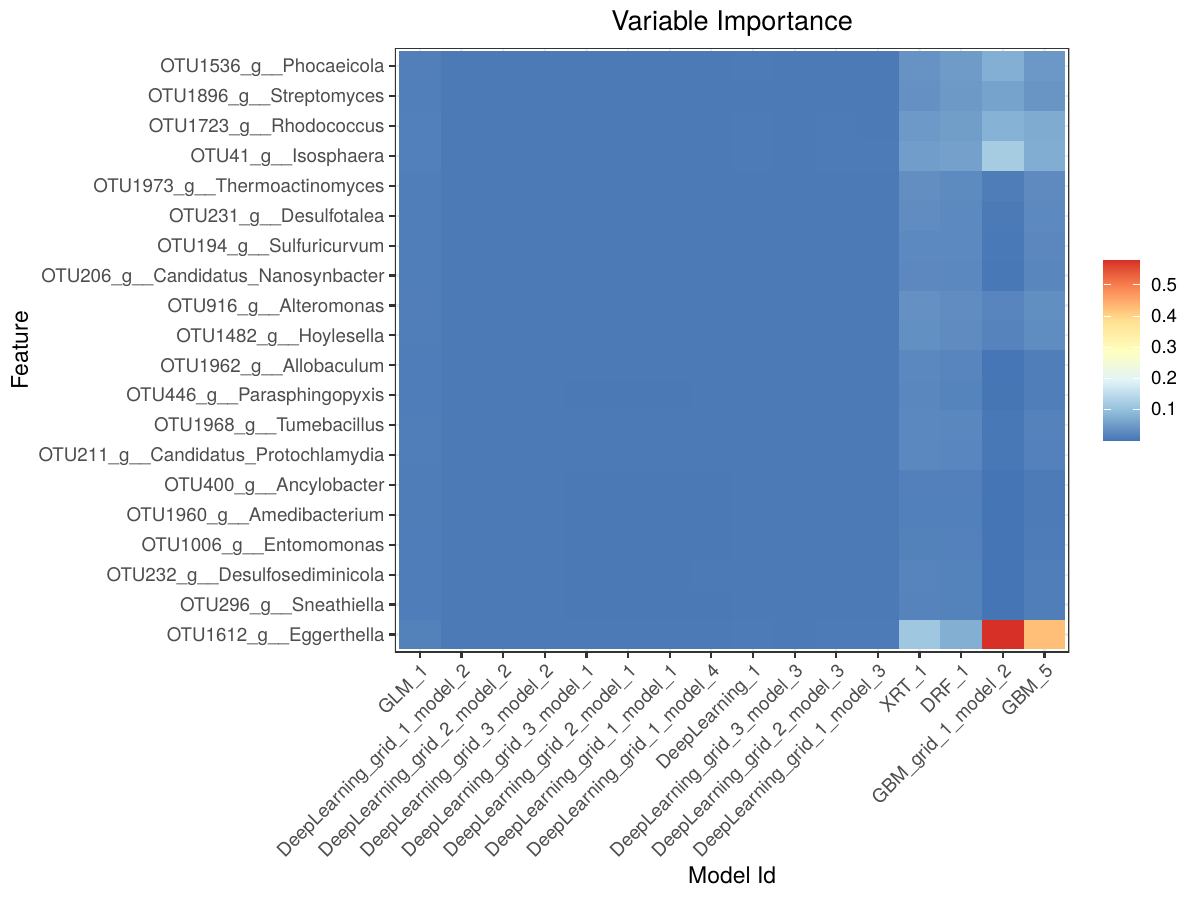 Variable Importance
Feature
OTU1536_g__Phocaeicola
OTU1896_g__Streptomyces
OTU1723_g__Rhodococcus
OTU41_g__Isosphaera
OTU1973_g__Thermoactinomyces
OTU231_g__Desulfotalea
OTU194_g__Sulfuricurvum
OTU206_g__Candidatus_Nanosynbacter
OTU916_g__Alteromonas
OTU1482_g__Hoylesella
OTU1962_g__Allobaculum
OTU446_g__Parasphingopyxis
OTU1968_g__Tumebacillus
OTU211_g__Candidatus_Protochlamydia
OTU400_g__Ancylobacter
OTU1960_g__Amedibacterium
OTU1006_g__Entomomonas
OTU232_g__Desulfosediminicola
OTU296_g__Sneathiella
OTU1612_g__Eggerthella
0.5
0.4
0.3
0.2
0.1
GLM_1
DeepLearning_grid_1_model_2
DeepLearning_grid_2_model_2
DeepLearning_grid_3_model_2
DeepLearning_grid_3_model_1
DeepLearning_grid_2_model_1
DeepLearning_grid_1_model_1
DeepLearning_grid_1_model_4
DeepLearning_1
DeepLearning_grid_3_model_3
DeepLearning_grid_2_model_3
DeepLearning_grid_1_model_3
XRT_1
DRF_1
GBM_grid_1_model_2
GBM_5
Model Id